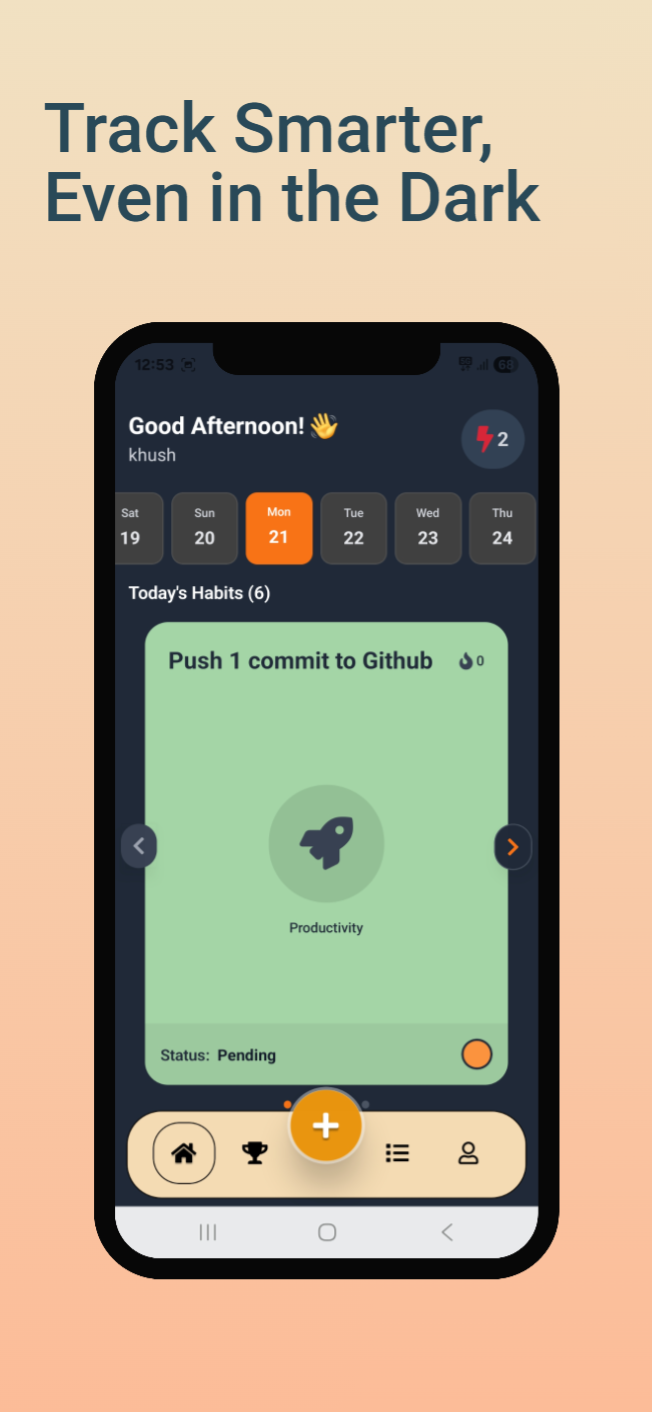 Track Smarter,
Even in the Dark
12:53
68
Good Afternoon! 👋
khush
2
Sat Sun Mon Tue Wed Thu
19 20 21 22 23 24
Today's Habits (6)
Push 1 commit to Github 0
Productivity
Status: Pending